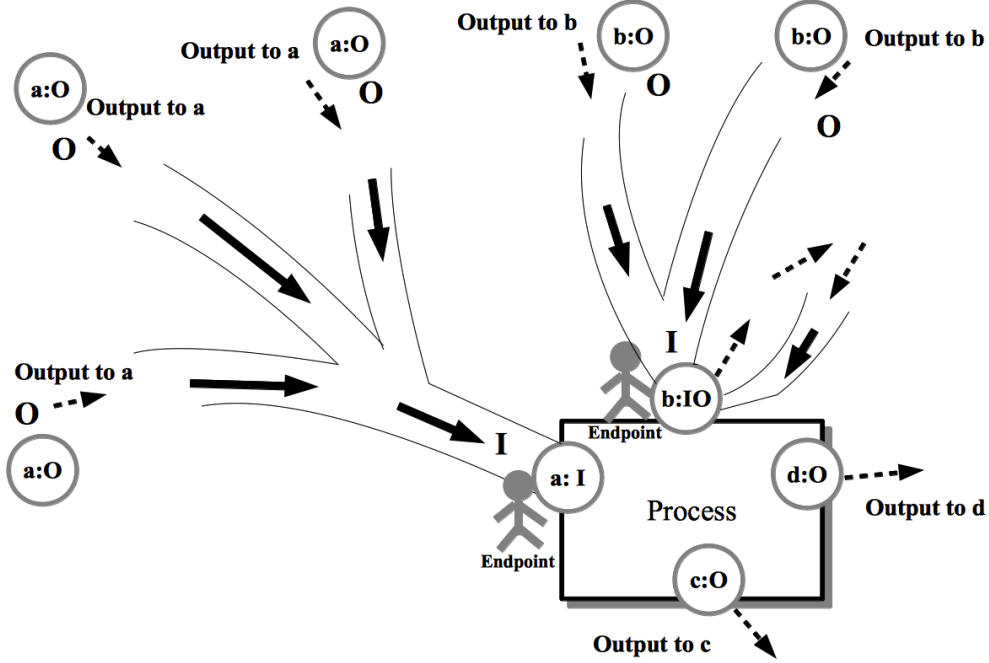 Output to a
a:O
O
Output to b
b:O
O
b:O
Output to b
O
a:O
Output to a
O
Output to a
O
a:O
I
Endpoint
b:IO
I
Endpoint
a: I
Process
d:O
Output to d
c:O
Output to c